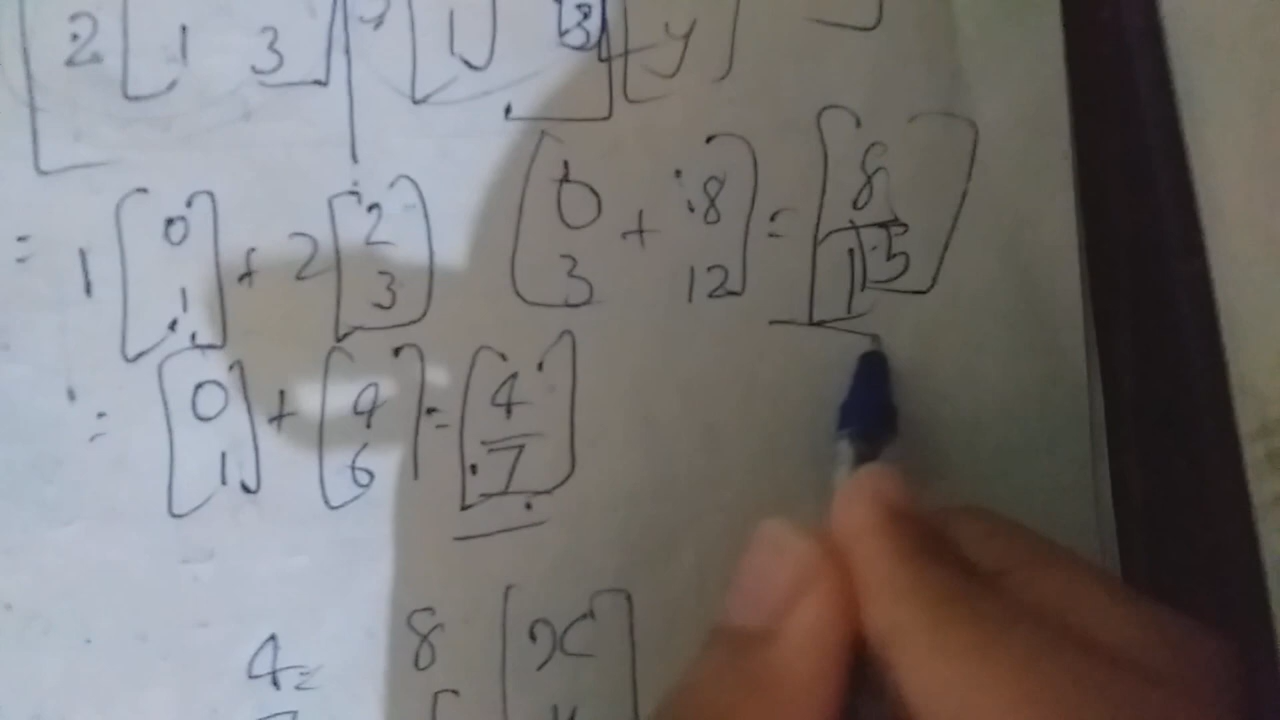 2 [1 3] [1 3] [y]
[0 + 8] = [8]
[3 12] [15]
= 1 [0] + 2 [2]
[1] [3]
= [0] + [4] = [4]
[1] [6] [7]
4 = 8 [x]